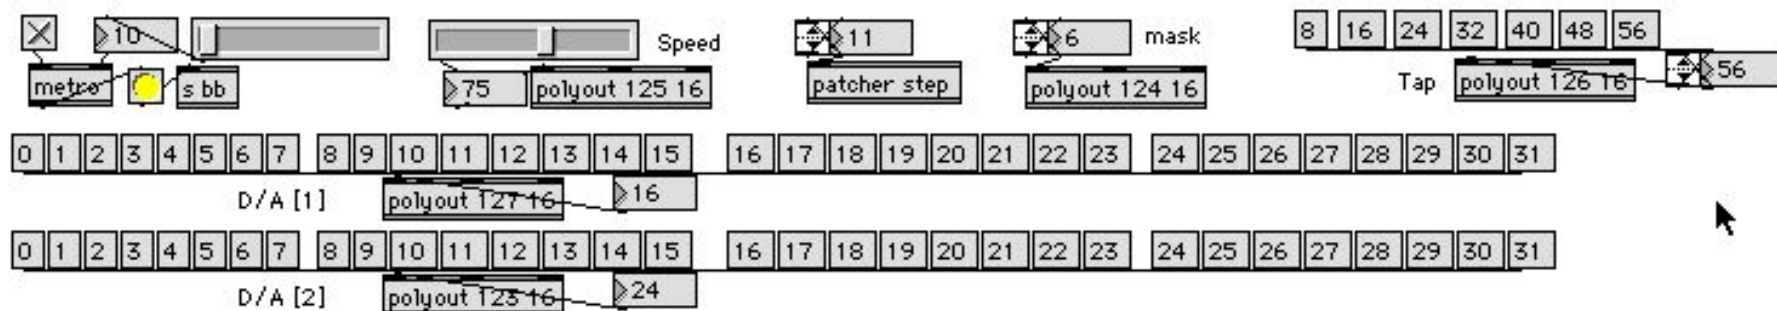 10 Speed 11 6 mask 8 16 24 32 40 48 56
metro s bb 75 polyout 125 16 patcher step polyout 124 16 Tap polyout 126 16 56
0 1 2 3 4 5 6 7 8 9 10 11 12 13 14 15 16 17 18 19 20 21 22 23 24 25 26 27 28 29 30 31
D/A [1] polyout 127 16 16
0 1 2 3 4 5 6 7 8 9 10 11 12 13 14 15 16 17 18 19 20 21 22 23 24 25 26 27 28 29 30 31
D/A [2] polyout 123 16 24